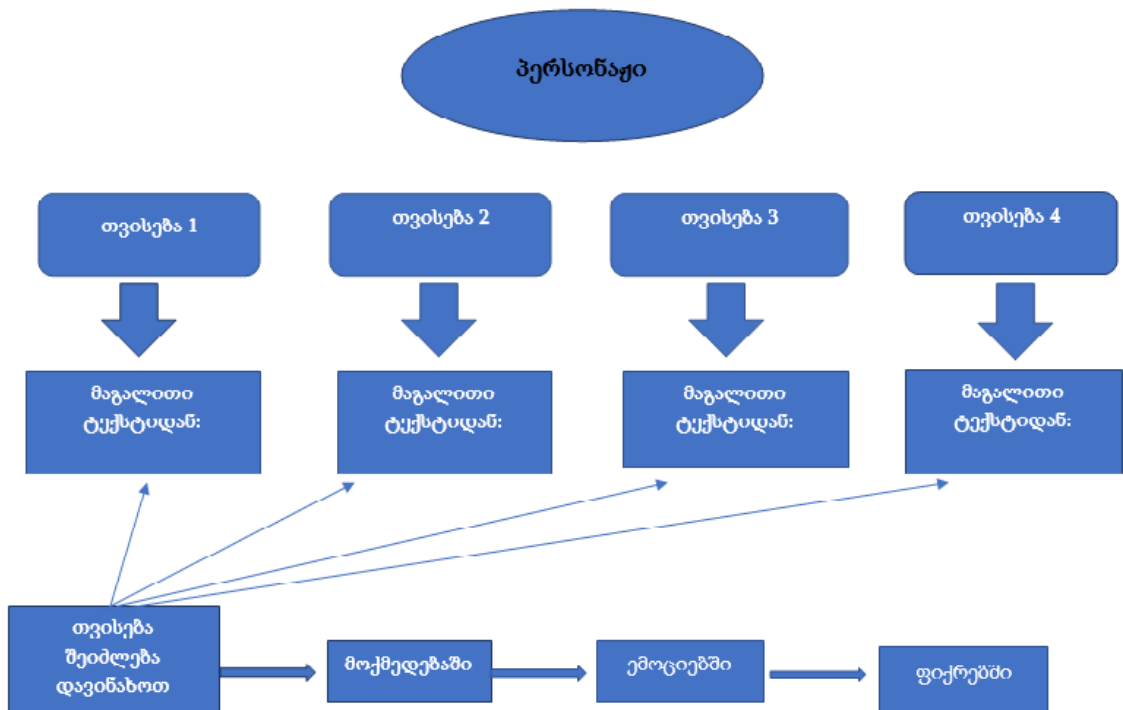 პერსონაჟი
თვისება 1
თვისება 2
თვისება 3
თვისება 4
მაგალითი
ტექსტიდან:
მაგალითი
ტექსტიდან:
მაგალითი
ტექსტიდან:
მაგალითი
ტექსტიდან:
თვისება
შეიძლება
დავინახოთ
მოქმედებაში
ემოციებში
ფიქრებში